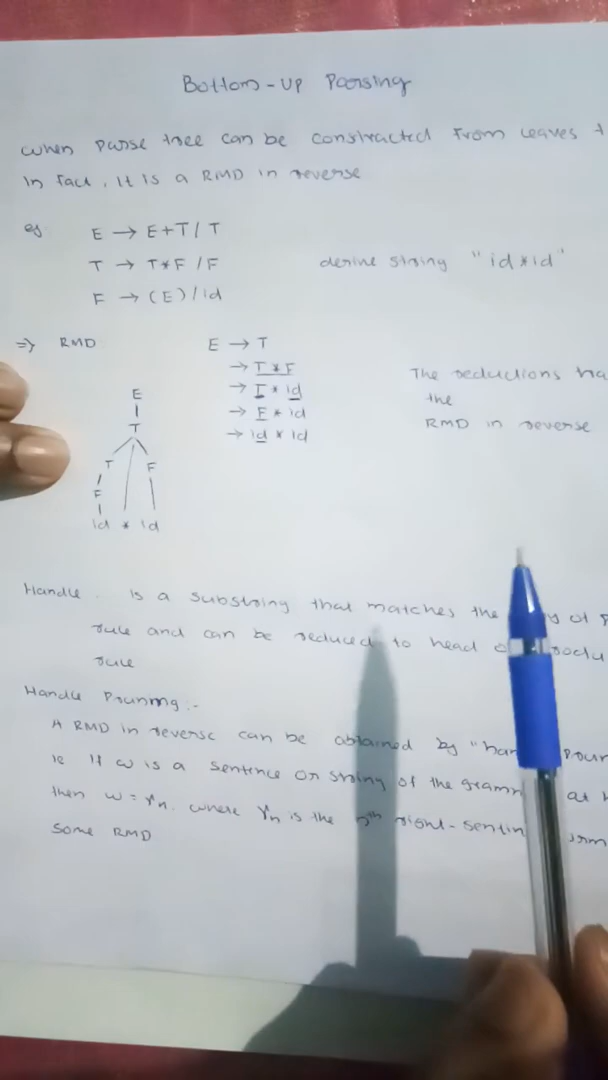 Bottom-up Parsing
When parse tree can be constructed from leaves
In fact, it is a RMD in reverse
eg E → E+T / T
T → T*F / F derive string "id*id"
F → (E) / id
⇒ RMD E → T
→ T * F
→ T * id
→ F * id
→ id * id
The reductions
the
RMD in reverse
E
T
T F
F
id * id
Handle. is a substring that matches the of
rule and can be reduced to head
rule
Handle Pruning :-
A RMD in reverse can be obtained by
ie if w is a sentence or string of the at
then w = γn. where γn is the nth right-
some RMD